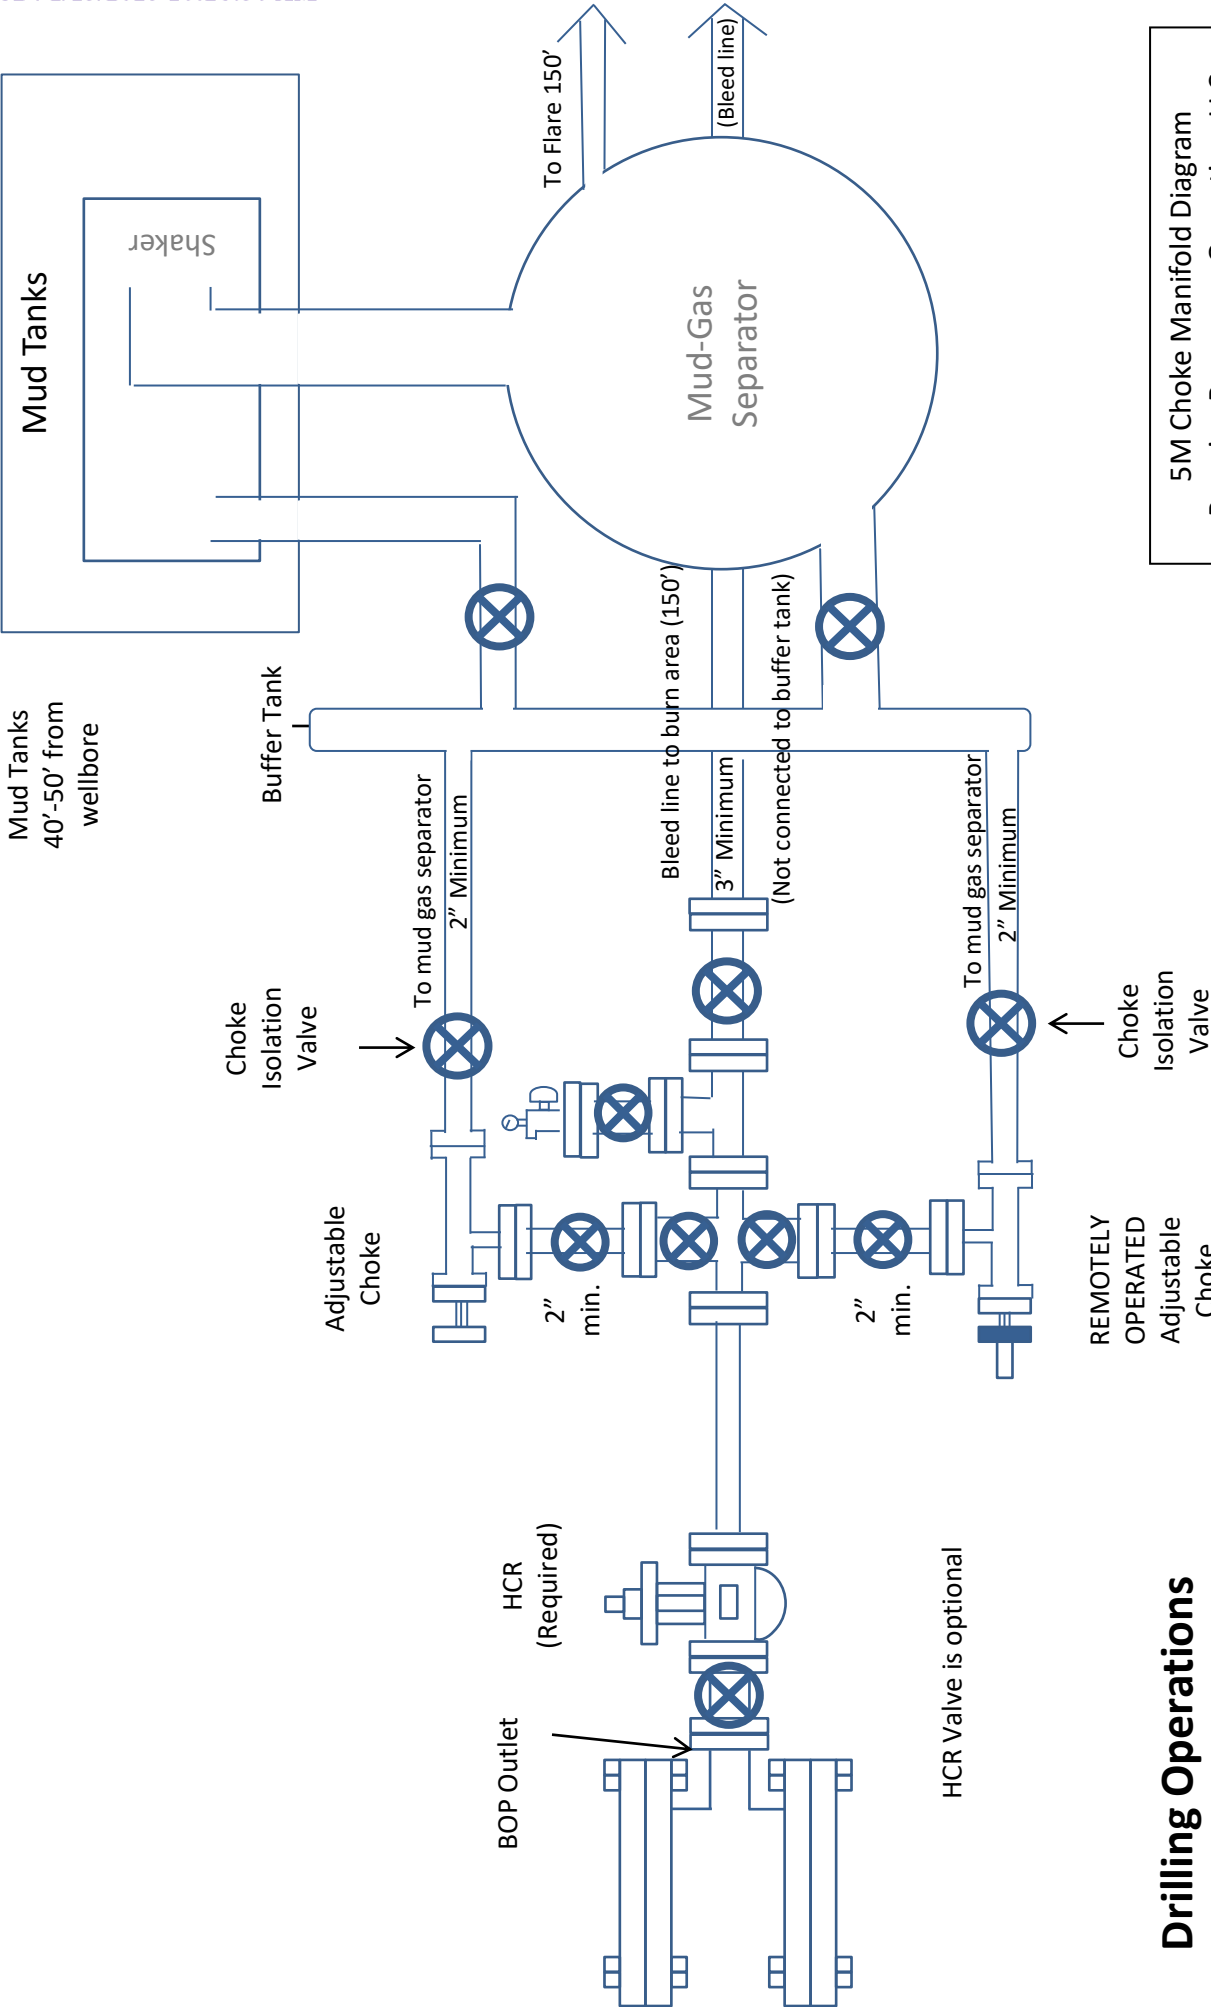 Mud Tanks
Shaker
Mud Tanks
40’-50’ from
wellbore
To Flare 150’
(Bleed line)
Mud-Gas
Separator
Buffer Tank
Bleed line to burn area (150’)
3” Minimum
(Not connected to buffer tank)
To mud gas separator
2” Minimum
To mud gas separator
2” Minimum
Choke
Isolation
Valve
Choke
Isolation
Valve
Adjustable
Choke
2”
min.
2”
min.
REMOTELY
OPERATED
Adjustable
Choke
HCR
(Required)
BOP Outlet
HCR Valve is optional
Drilling Operations
5M Choke Manifold Diagram